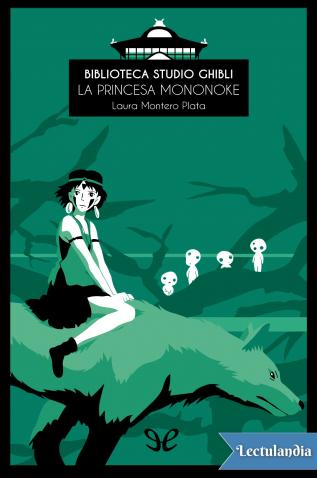 BIBLIOTECA STUDIO GHIBLI
LA PRINCESA MONONOKE
Laura Montero Plata
Lectulandia